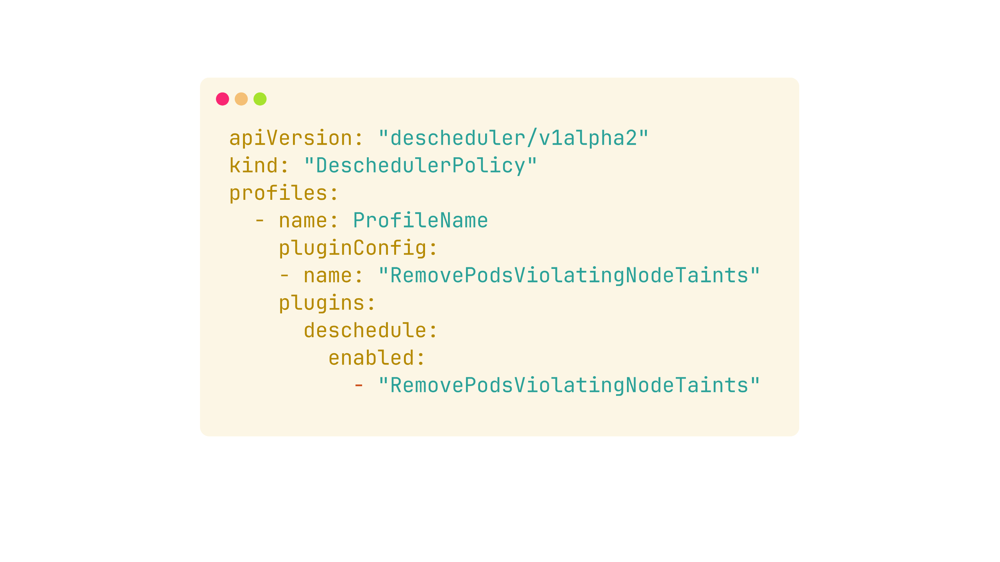 apiVersion: "descheduler/v1alpha2"
kind: "DeschedulerPolicy"
profiles:
  - name: ProfileName
    pluginConfig:
    - name: "RemovePodsViolatingNodeTaints"
    plugins:
      deschedule:
        enabled:
          - "RemovePodsViolatingNodeTaints"